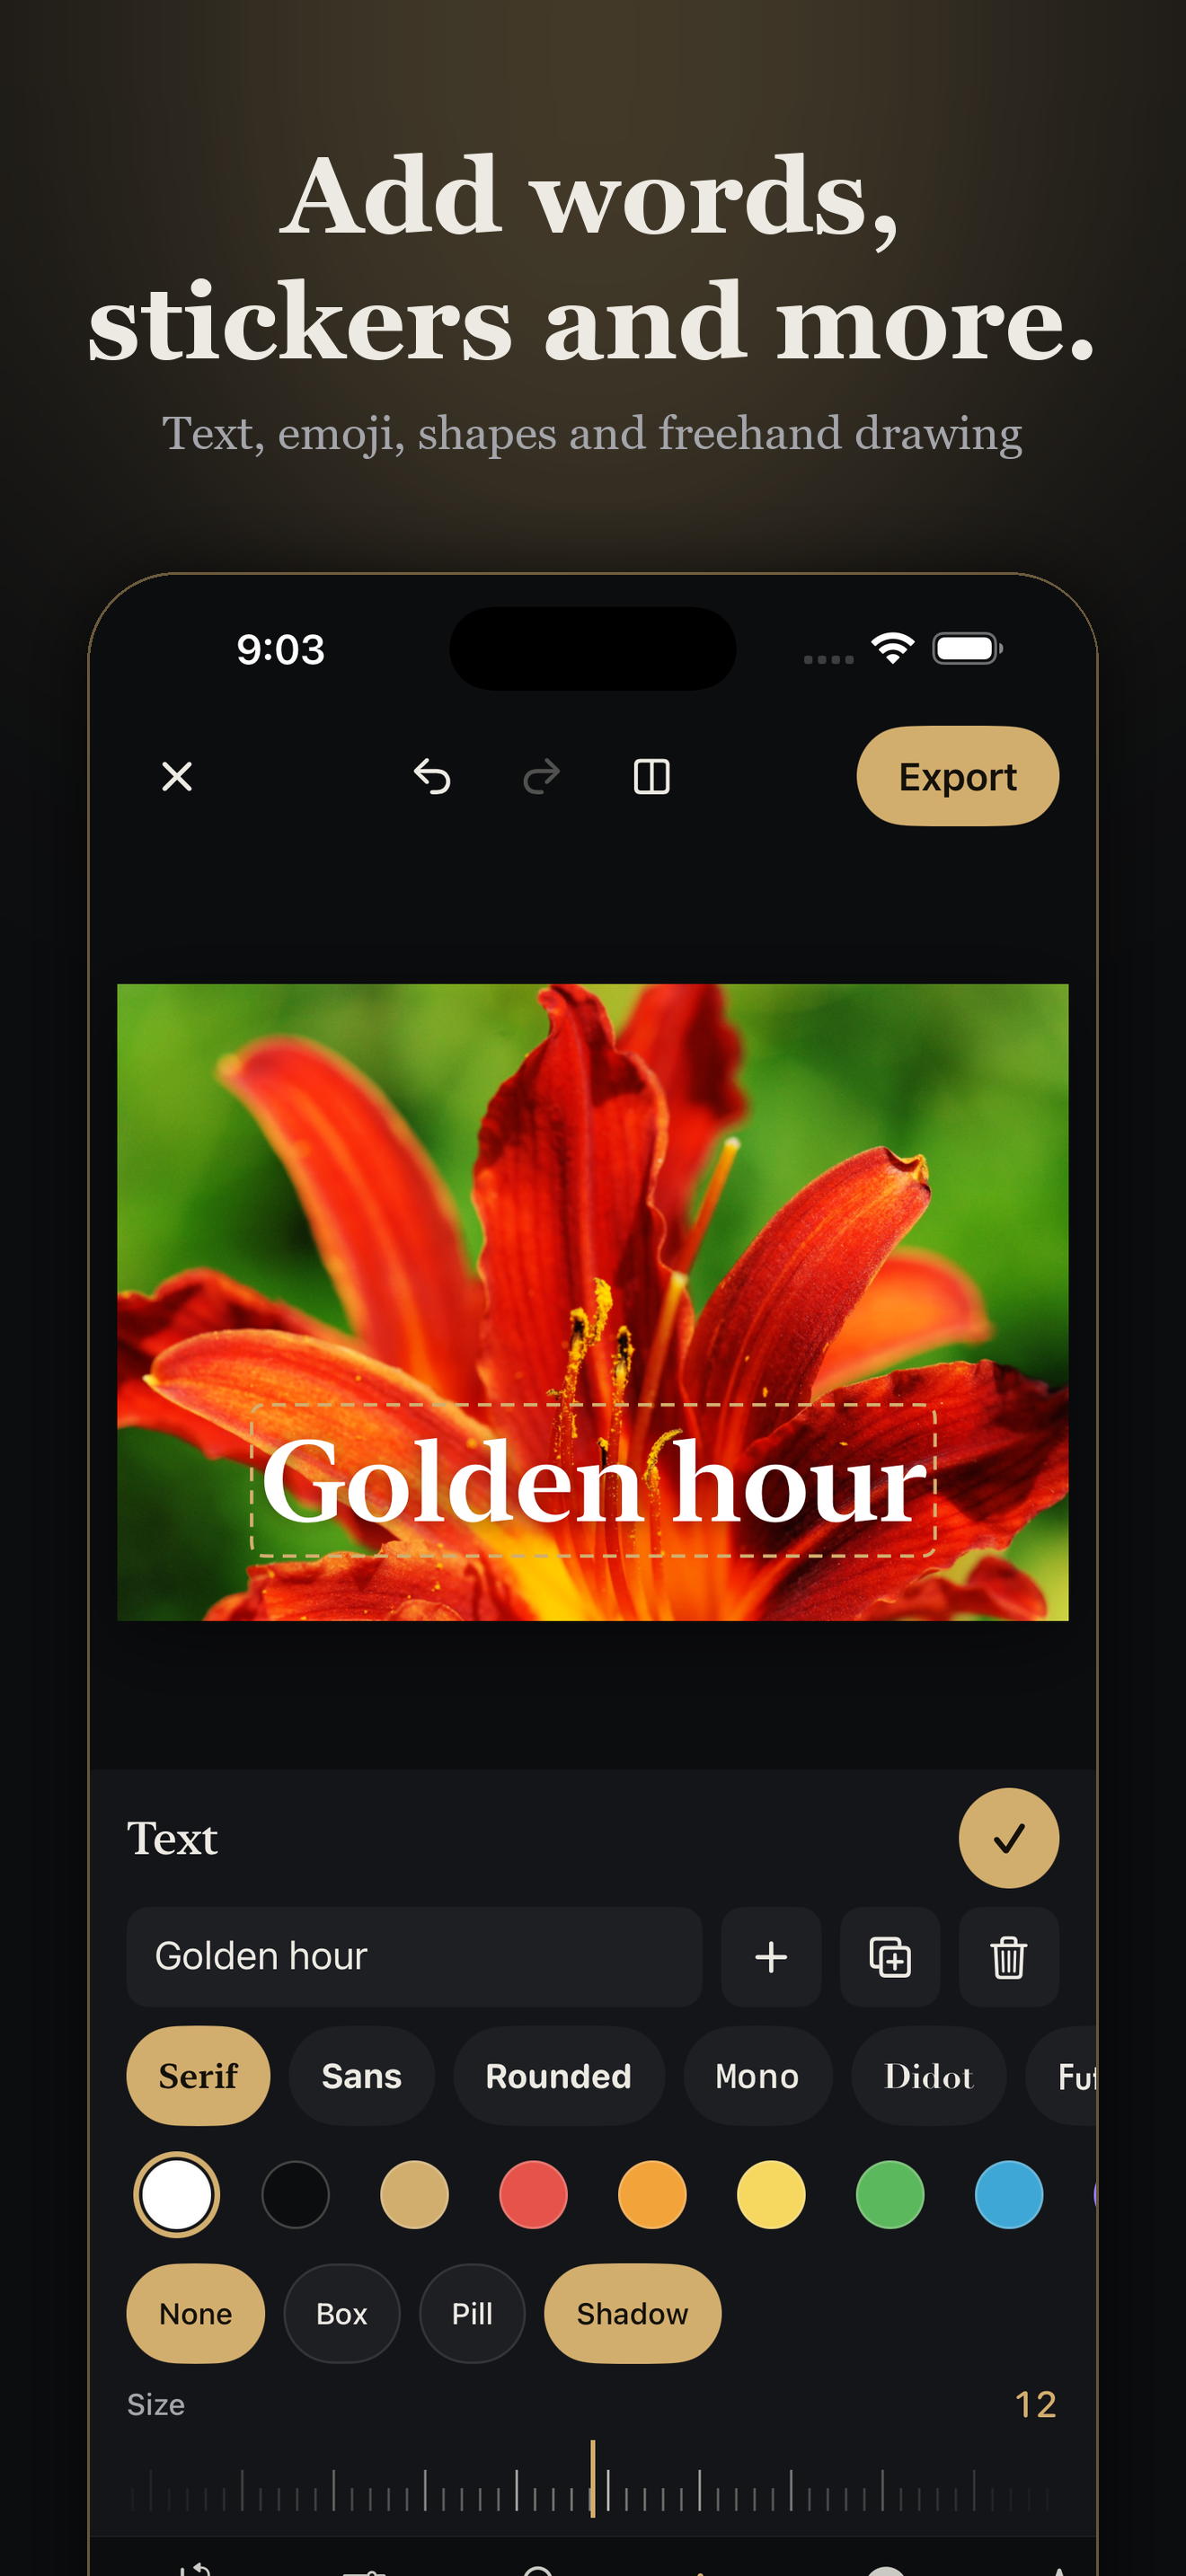 Add words,
stickers and more.
Text, emoji, shapes and freehand drawing
9:03
Export
Golden hour
Text
Golden hour
Serif Sans Rounded Mono Didot
None Box Pill Shadow
Size 12